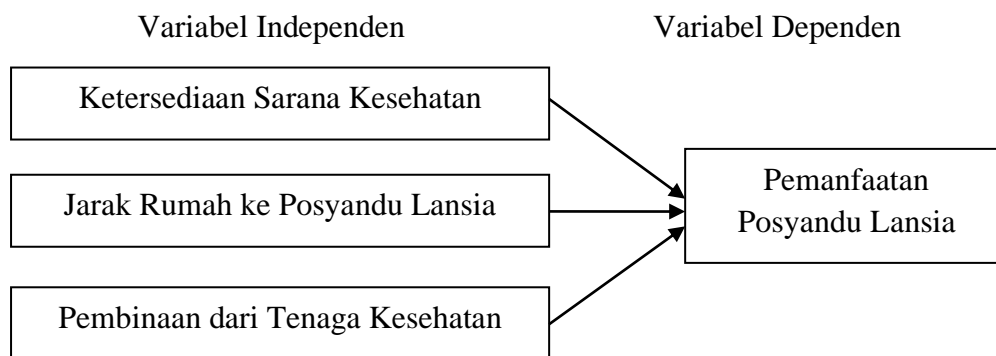 Variabel Independen
Variabel Dependen
Ketersediaan Sarana Kesehatan
Jarak Rumah ke Posyandu Lansia
Pembinaan dari Tenaga Kesehatan
Pemanfaatan
Posyandu Lansia